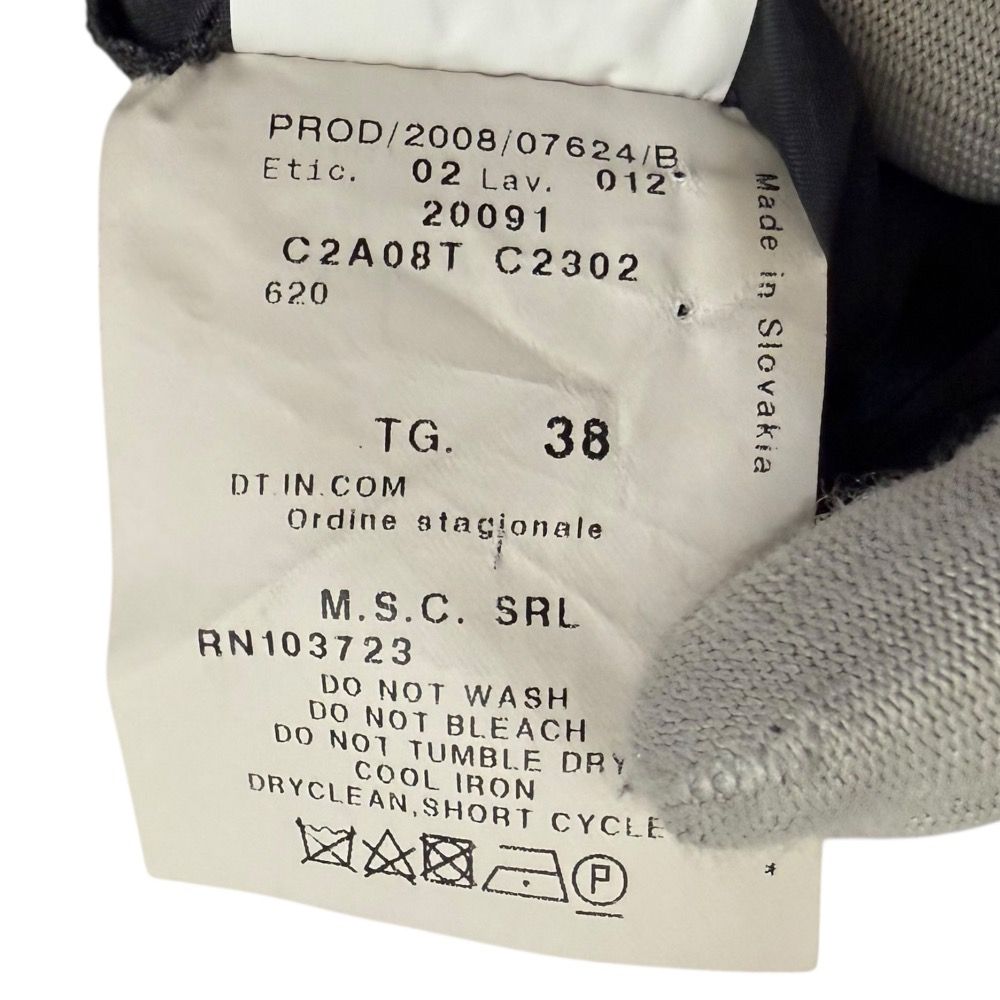 PROD/2008/07624/B
Etic. 02 Lav. 012
20091
C2A08T C2302
620
TG. 38
DT.IN.COM
Ordine stagionale
M.S.C. SRL
RN103723
DO NOT WASH
DO NOT BLEACH
DO NOT TUMBLE DRY
COOL IRON
DRYCLEAN,SHORT CYCLE
P
*
Made in Slovakia